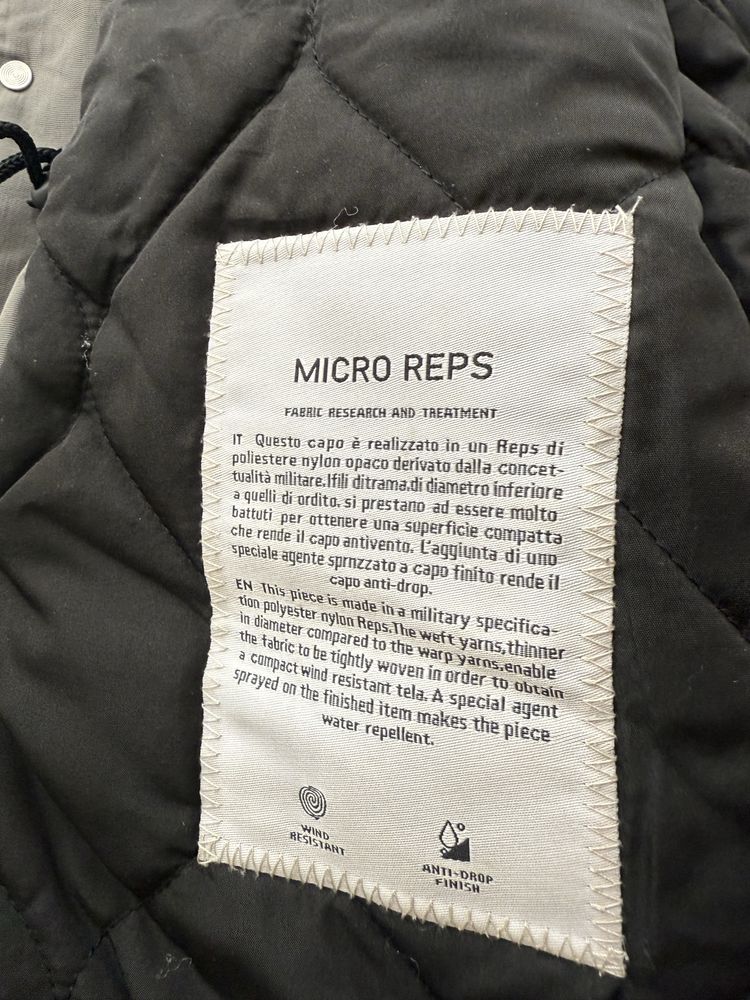 MICRO REPS
FABRIC RESEARCH AND TREATMENT
IT Questo capo è realizzato in un Reps di
poliestere nylon opaco derivato dalla concet-
tualità militare.Ifili ditrama,di diametro inferiore
a quelli di ordito, si prestano ad essere molto
battuti per ottenere una superficie compatta
che rende il capo antivento. L'aggiunta di uno
speciale agente sprnzzato a capo finito rende il
capo anti-drop.
EN This piece is made in a military specifica-
tion polyester nylon Reps.The weft yarns,thinner
in diameter compared to the warp yarns,enable
the fabric to be tightly woven in order to obtain
a compact wind resistant tela. A special agent
sprayed on the finished item makes the piece
water repellent.
WIND
RESISTANT
ANTI-DROP
FINISH